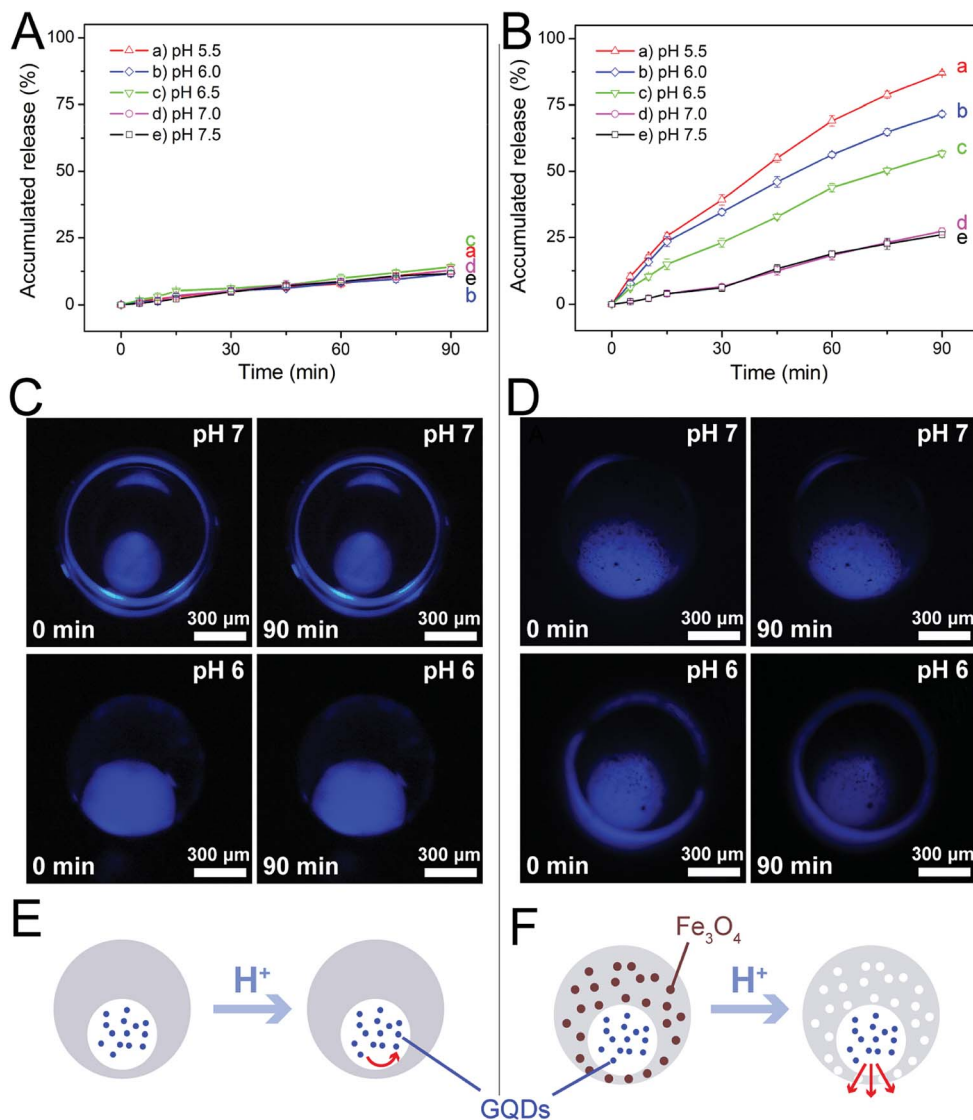 A
100
75
50
25
0
Accumulated release (%)
a) pH 5.5
b) pH 6.0
c) pH 6.5
d) pH 7.0
e) pH 7.5
c
a
d
e
b
0
30
60
90
Time (min)
B
100
75
50
25
0
Accumulated release (%)
a) pH 5.5
b) pH 6.0
c) pH 6.5
d) pH 7.0
e) pH 7.5
a
b
c
d
e
0
30
60
90
Time (min)
C
pH 7
0 min
300 µm
pH 7
90 min
300 µm
pH 6
0 min
300 µm
pH 6
90 min
300 µm
D
A
pH 7
0 min
300 µm
pH 7
90 min
300 µm
pH 6
0 min
300 µm
pH 6
90 min
300 µm
E
H⁺
F
Fe₃O₄
H⁺
GQDs